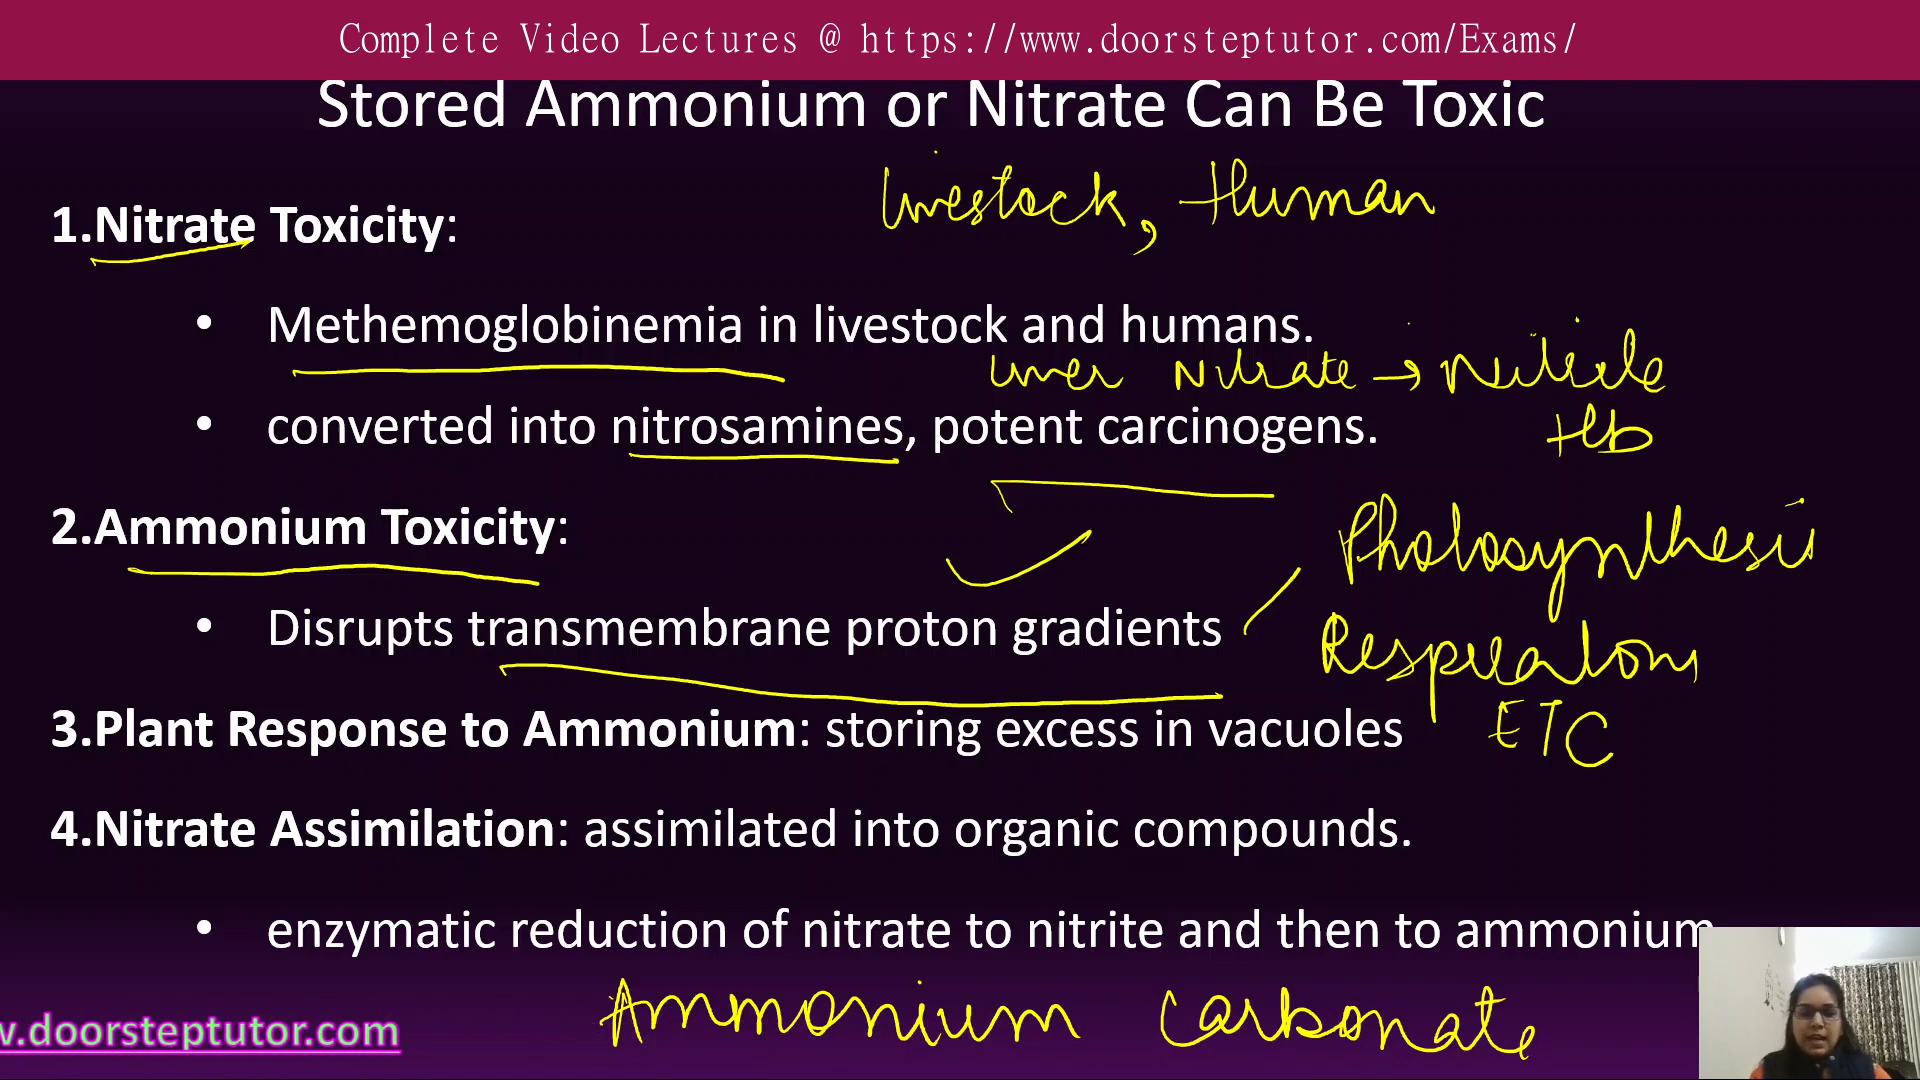 Complete Video Lectures @ https://www.doorsteptutor.com/Exams/
Stored Ammonium or Nitrate Can Be Toxic
livestock, Human
1.Nitrate Toxicity:
• Methemoglobinemia in livestock and humans.
liver Nitrate → Nitrite
• converted into nitrosamines, potent carcinogens.
Hb
2.Ammonium Toxicity:
Photosynthesis
• Disrupts transmembrane proton gradients
Respiration,
3.Plant Response to Ammonium: storing excess in vacuoles
ETC
4.Nitrate Assimilation: assimilated into organic compounds.
• enzymatic reduction of nitrate to nitrite and then to ammonium
Ammonium Carbonate
w.doorsteptutor.com